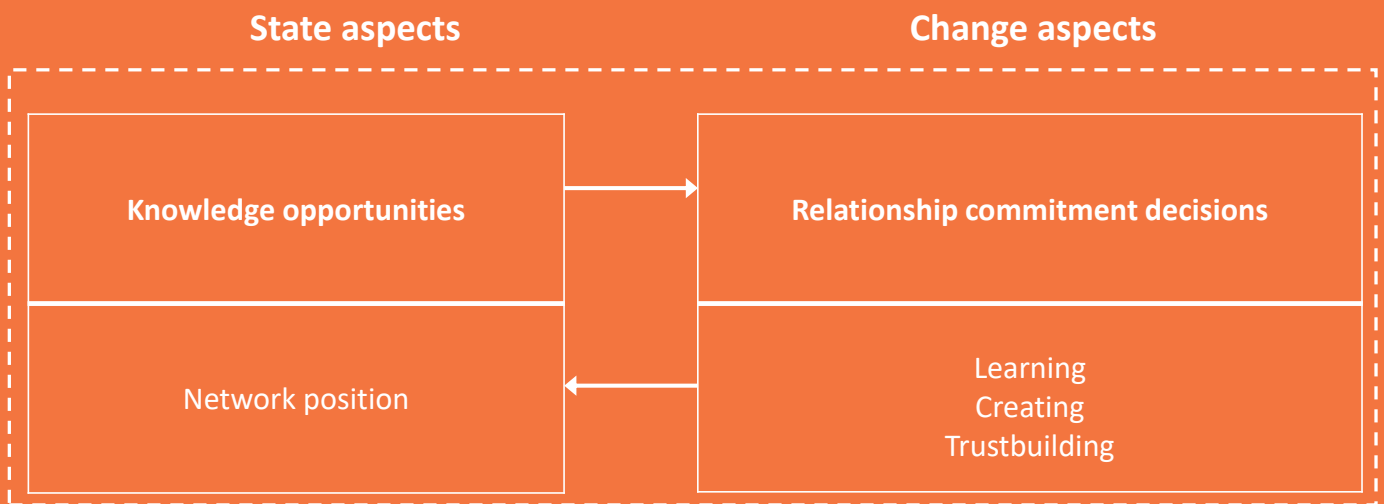 State aspects
Change aspects
Knowledge opportunities
Relationship commitment decisions
Network position
Learning
Creating
Trustbuilding